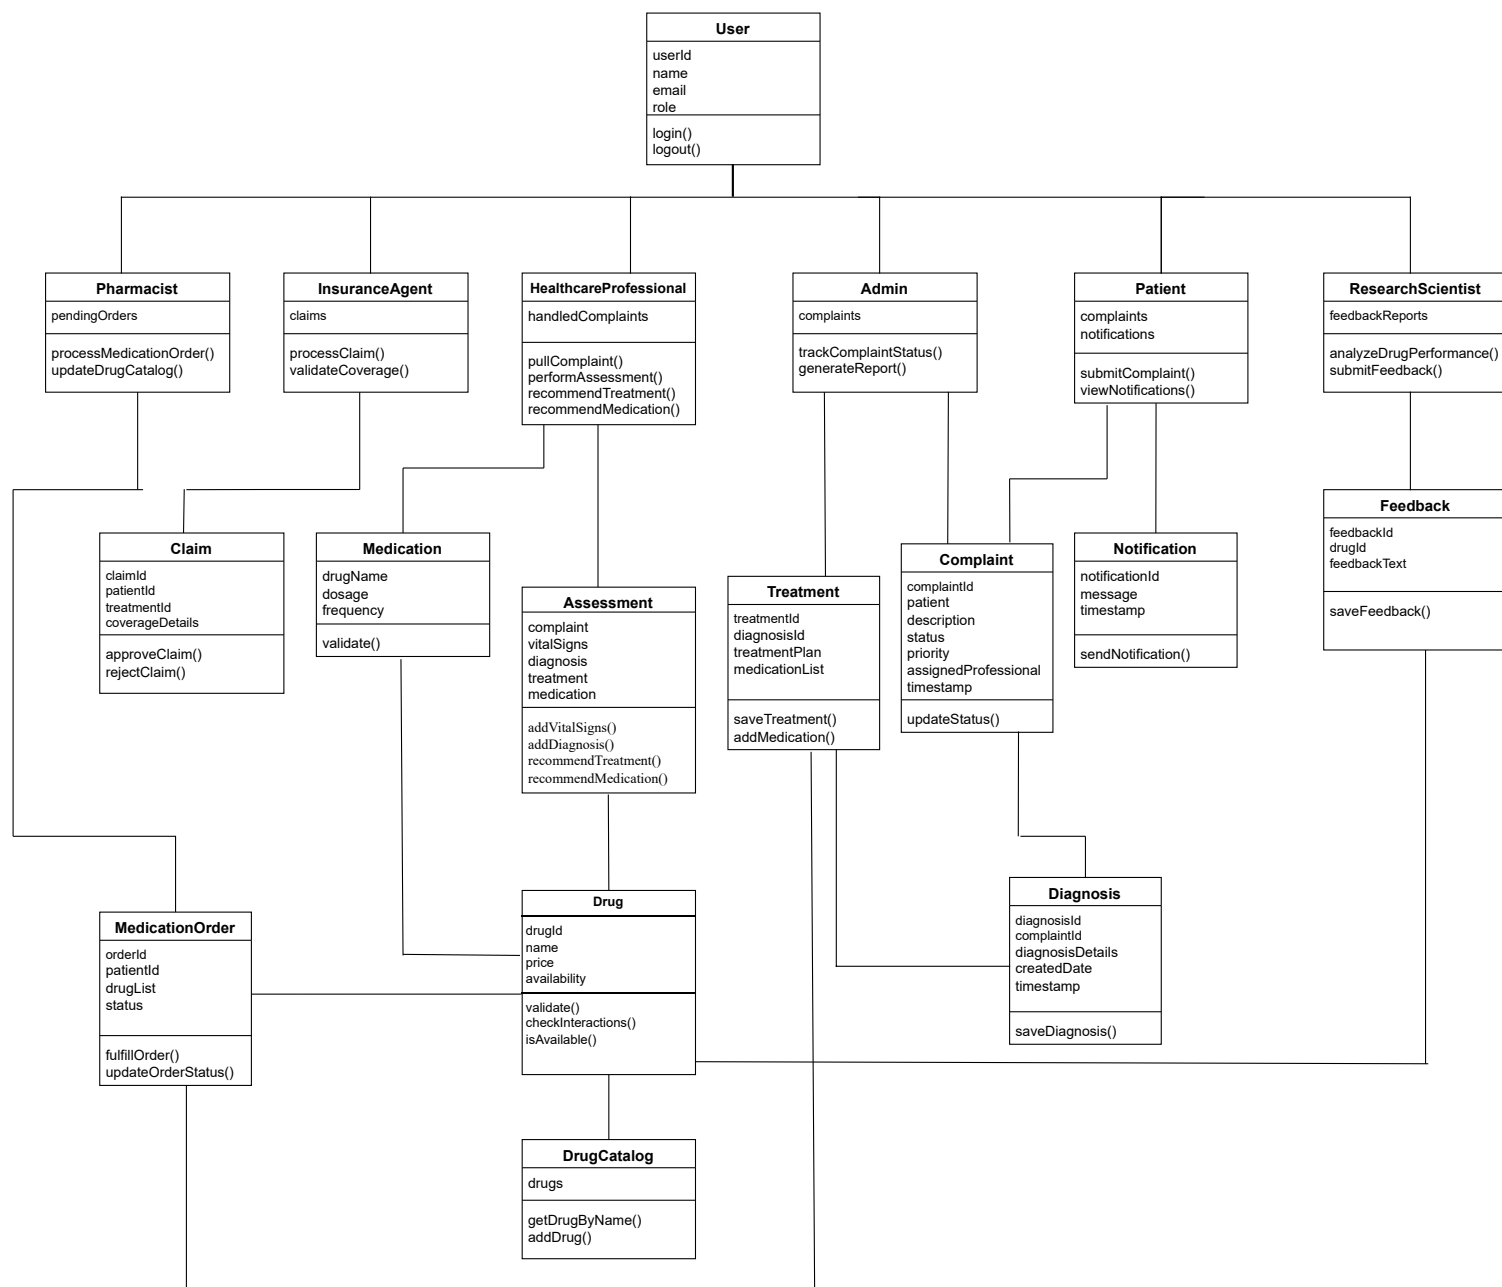 User
userId
name
email
role
login()
logout()
Pharmacist
pendingOrders
processMedicationOrder()
updateDrugCatalog()
InsuranceAgent
claims
processClaim()
validateCoverage()
HealthcareProfessional
handledComplaints
pullComplaint()
performAssessment()
recommendTreatment()
recommendMedication()
Admin
complaints
trackComplaintStatus()
generateReport()
Patient
complaints
notifications
submitComplaint()
viewNotifications()
ResearchScientist
feedbackReports
analyzeDrugPerformance()
submitFeedback()
Claim
claimId
patientId
treatmentId
coverageDetails
approveClaim()
rejectClaim()
Medication
drugName
dosage
frequency
validate()
Assessment
complaint
vitalSigns
diagnosis
treatment
medication
addVitalSigns()
addDiagnosis()
recommendTreatment()
recommendMedication()
Treatment
treatmentId
diagnosisId
treatmentPlan
medicationList
saveTreatment()
addMedication()
Complaint
complaintId
patient
description
status
priority
assignedProfessional
timestamp
updateStatus()
Notification
notificationId
message
timestamp
sendNotification()
Feedback
feedbackId
drugId
feedbackText
saveFeedback()
MedicationOrder
orderId
patientId
drugList
status
fulfillOrder()
updateOrderStatus()
Drug
drugId
name
price
availability
validate()
checkInteractions()
isAvailable()
Diagnosis
diagnosisId
complaintId
diagnosisDetails
createdDate
timestamp
saveDiagnosis()
DrugCatalog
drugs
getDrugByName()
addDrug()